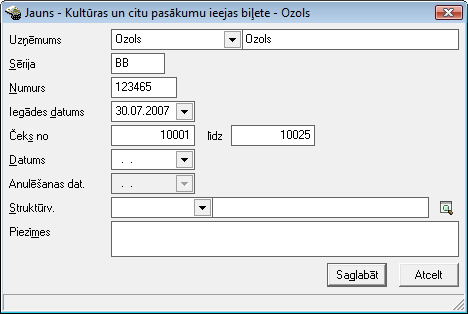 Jauns - Kultūras un citu pasākumu ieejas biļete - Ozols
Uzņēmums Ozols Ozols
Sērija BB
Numurs 123465
Iegādes datums 30.07.2007
Čeks no 10001 līdz 10025
Datums . .
Anulēšanas dat. . .
Struktūrv.
Piezīmes
Saglabāt Atcelt